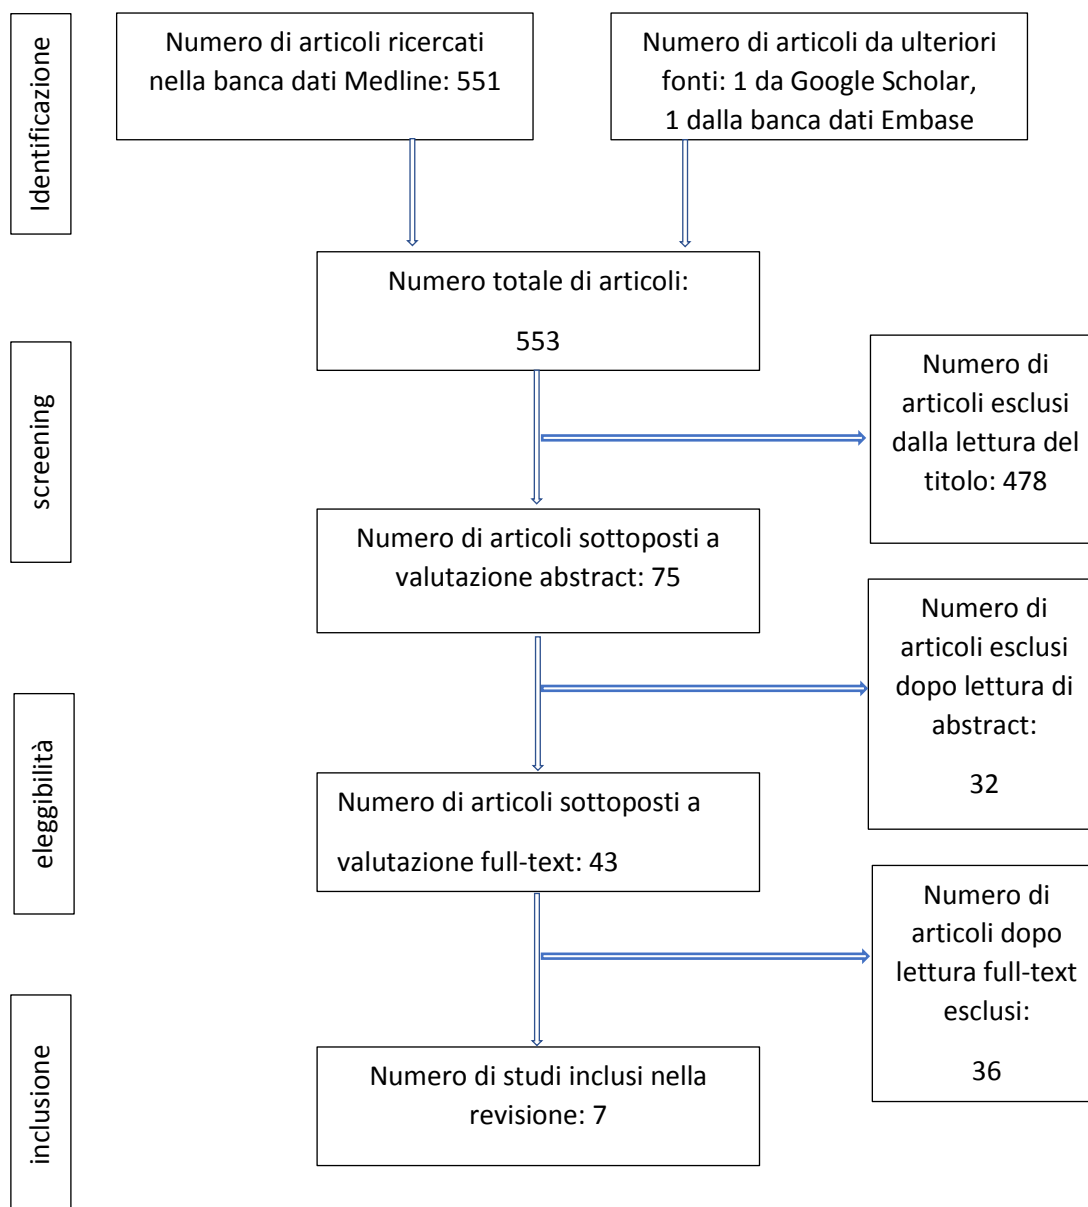 Identificazione
Numero di articoli ricercati
nella banca dati Medline: 551
Numero di articoli da ulteriori
fonti: 1 da Google Scholar,
1 dalla banca dati Embase
Numero totale di articoli:
553
screening
Numero di
articoli esclusi
dalla lettura del
titolo: 478
Numero di articoli sottoposti a
valutazione abstract: 75
Numero di
articoli esclusi
dopo lettura di
abstract:
32
eleggibilità
Numero di articoli sottoposti a
valutazione full-text: 43
Numero di
articoli dopo
lettura full-text
esclusi:
36
inclusione
Numero di studi inclusi nella
revisione: 7